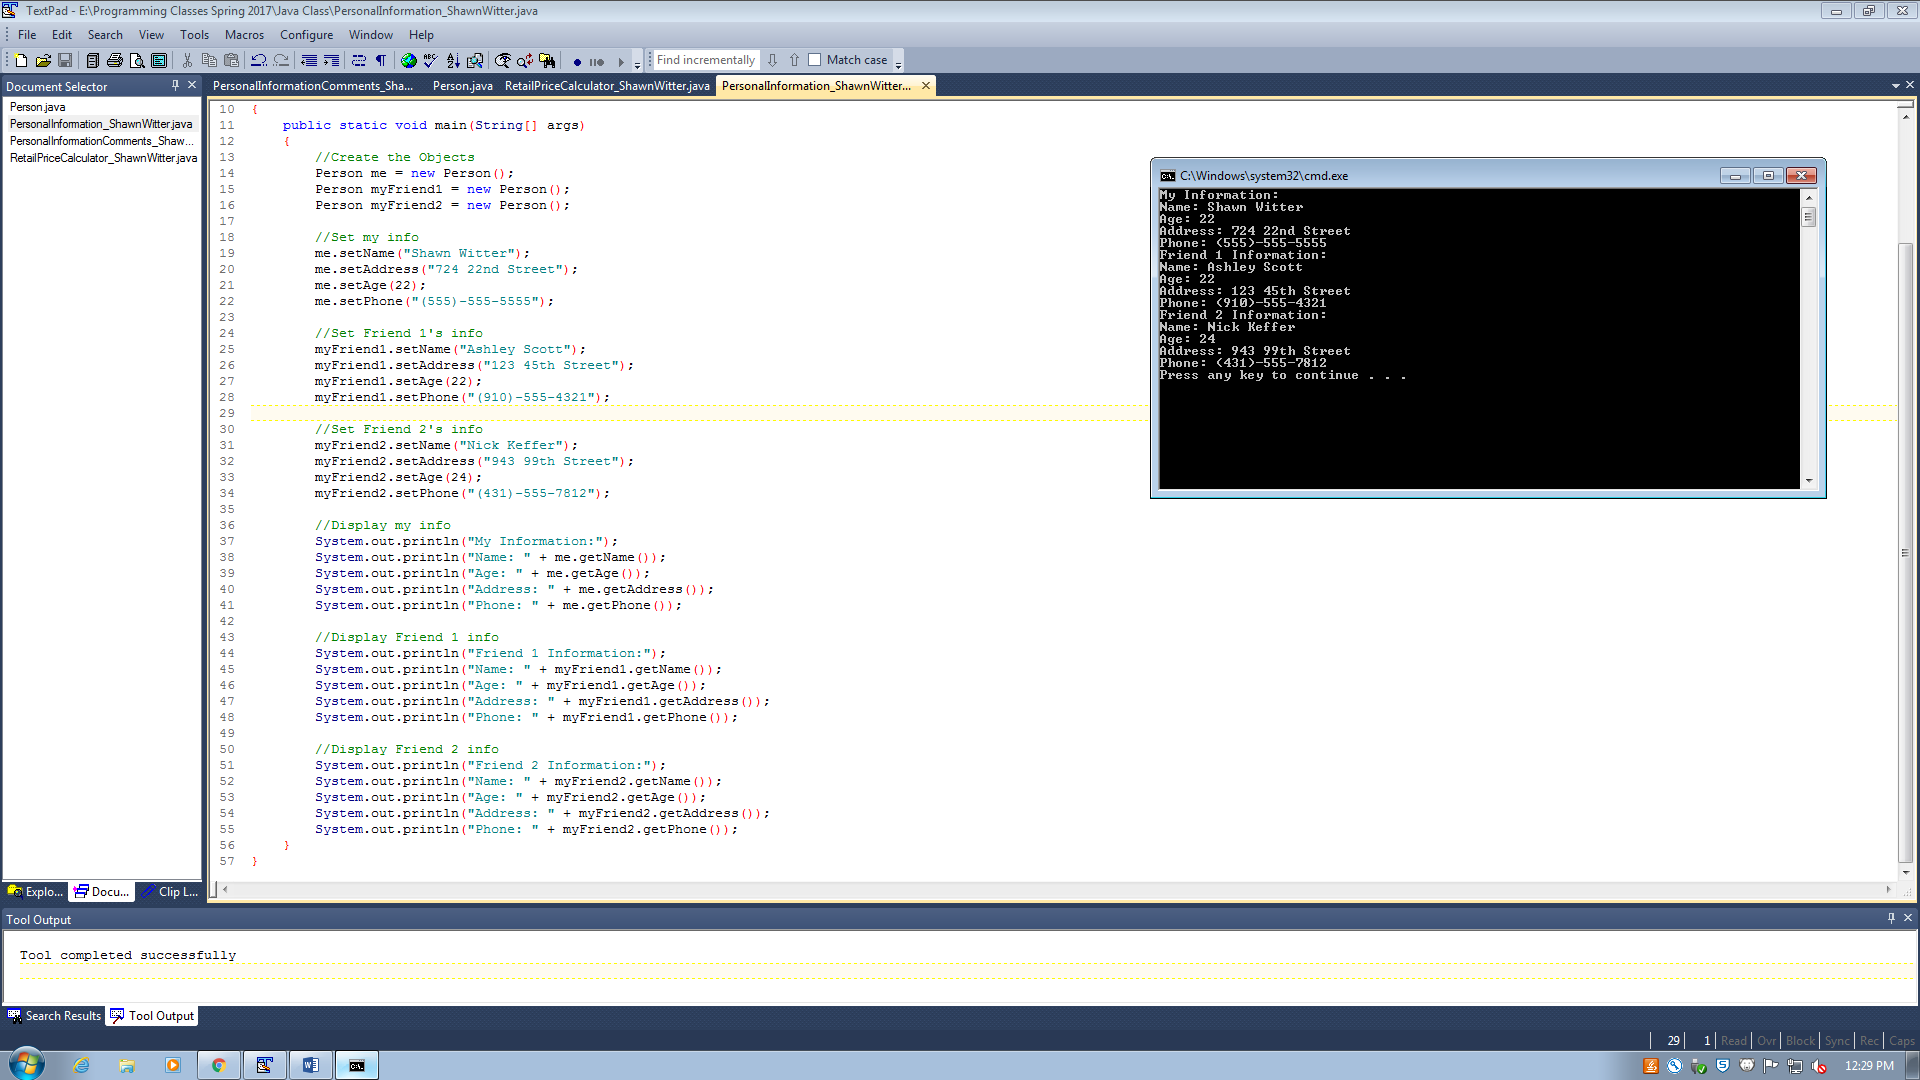 TextPad - E:\Programming Classes Spring 2017\Java Class\PersonalInformation_ShawnWitter.java
File Edit Search View Tools Macros Configure Window Help
Find incrementally Match case
Document Selector
Person.java
PersonalInformation_ShawnWitter.java
PersonalInformationComments_Shaw...
RetailPriceCalculator_ShawnWitter.java
Explo... Docu... Clip L...
PersonalInformationComments_Sha... Person.java RetailPriceCalculator_ShawnWitter.java PersonalInformation_ShawnWitter...
10 {
11 public static void main(String[] args)
12 {
13 //Create the Objects
14 Person me = new Person();
15 Person myFriend1 = new Person();
16 Person myFriend2 = new Person();
17
18 //Set my info
19 me.setName("Shawn Witter");
20 me.setAddress("724 22nd Street");
21 me.setAge(22);
22 me.setPhone("(555)-555-5555");
23
24 //Set Friend 1's info
25 myFriend1.setName("Ashley Scott");
26 myFriend1.setAddress("123 45th Street");
27 myFriend1.setAge(22);
28 myFriend1.setPhone("(910)-555-4321");
29
30 //Set Friend 2's info
31 myFriend2.setName("Nick Keffer");
32 myFriend2.setAddress("943 99th Street");
33 myFriend2.setAge(24);
34 myFriend2.setPhone("(431)-555-7812");
35
36 //Display my info
37 System.out.println("My Information:");
38 System.out.println("Name: " + me.getName());
39 System.out.println("Age: " + me.getAge());
40 System.out.println("Address: " + me.getAddress());
41 System.out.println("Phone: " + me.getPhone());
42
43 //Display Friend 1 info
44 System.out.println("Friend 1 Information:");
45 System.out.println("Name: " + myFriend1.getName());
46 System.out.println("Age: " + myFriend1.getAge());
47 System.out.println("Address: " + myFriend1.getAddress());
48 System.out.println("Phone: " + myFriend1.getPhone());
49
50 //Display Friend 2 info
51 System.out.println("Friend 2 Information:");
52 System.out.println("Name: " + myFriend2.getName());
53 System.out.println("Age: " + myFriend2.getAge());
54 System.out.println("Address: " + myFriend2.getAddress());
55 System.out.println("Phone: " + myFriend2.getPhone());
56 }
57 }
C:\Windows\system32\cmd.exe
My Information:
Name: Shawn Witter
Age: 22
Address: 724 22nd Street
Phone: (555)-555-5555
Friend 1 Information:
Name: Ashley Scott
Age: 22
Address: 123 45th Street
Phone: (910)-555-4321
Friend 2 Information:
Name: Nick Keffer
Age: 24
Address: 943 99th Street
Phone: (431)-555-7812
Press any key to continue . . .
Tool Output
Tool completed successfully
Search Results Tool Output
29 1 Read Ovr Block Sync Rec Caps
12:29 PM